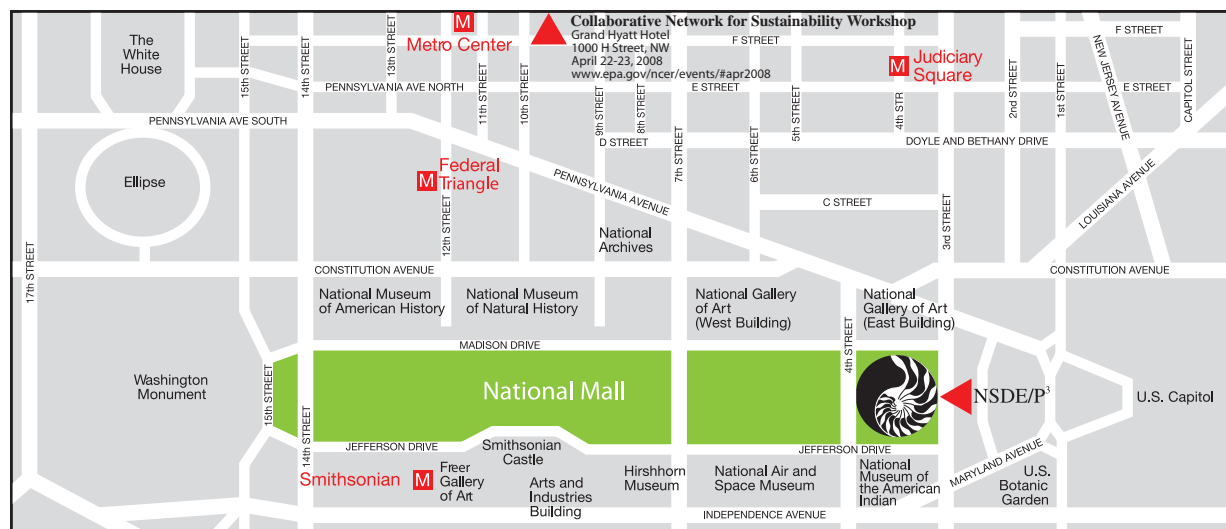 Collaborative Network for Sustainability Workshop
Grand Hyatt Hotel
1000 H Street, NW
April 22-23, 2008
www.epa.gov/ncer/events/#apr2008
The
White
House
15th STREET
14th STREET
13th STREET
M
Metro Center
11th STREET
10th STREET
9th STREET
8th STREET
F STREET
E STREET
5th STREET
4th STR
M
Judiciary
Square
2nd STREET
1st STREET
NEW JERSEY AVENUE
F STREET
E STREET
CAPITOL STREET
PENNSYLVANIA AVE NORTH
PENNSYLVANIA AVE SOUTH
D STREET
DOYLE AND BETHANY DRIVE
Ellipse
M
Federal
Triangle
12th STREET
PENNSYLVANIA AVENUE
7th STREET
6th STREET
C STREET
3rd STREET
LOUISIANA AVENUE
National
Archives
17th STREET
CONSTITUTION AVENUE
CONSTITUTION AVENUE
National Museum
of American History
National Museum
of Natural History
National Gallery
of Art
(West Building)
4th STREET
National
Gallery of Art
(East Building)
MADISON DRIVE
Washington
Monument
15th STREET
National Mall
NSDE/P³
U.S. Capitol
14th STREET
JEFFERSON DRIVE
Smithsonian
Castle
JEFFERSON DRIVE
Smithsonian
M
Freer
Gallery
of Art
Arts and
Industries
Building
Hirshhorn
Museum
National Air and
Space Museum
National
Museum of
the American
Indian
MARYLAND AVENUE
U.S.
Botanic
Garden
INDEPENDENCE AVENUE